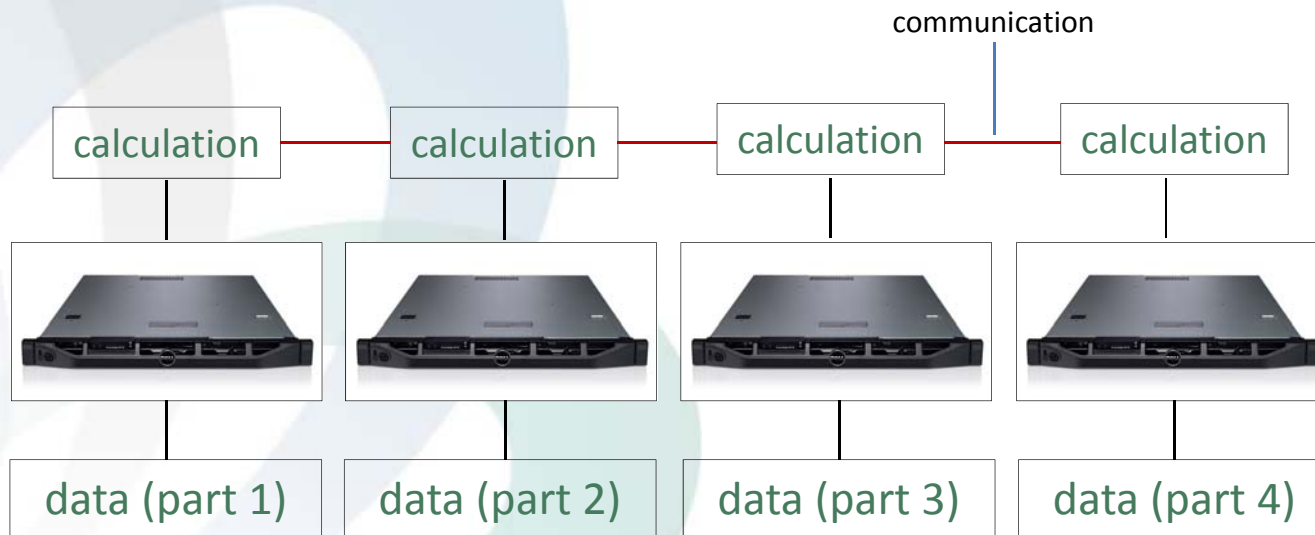 communication
calculation
calculation
calculation
calculation
data (part 1)
data (part 2)
data (part 3)
data (part 4)